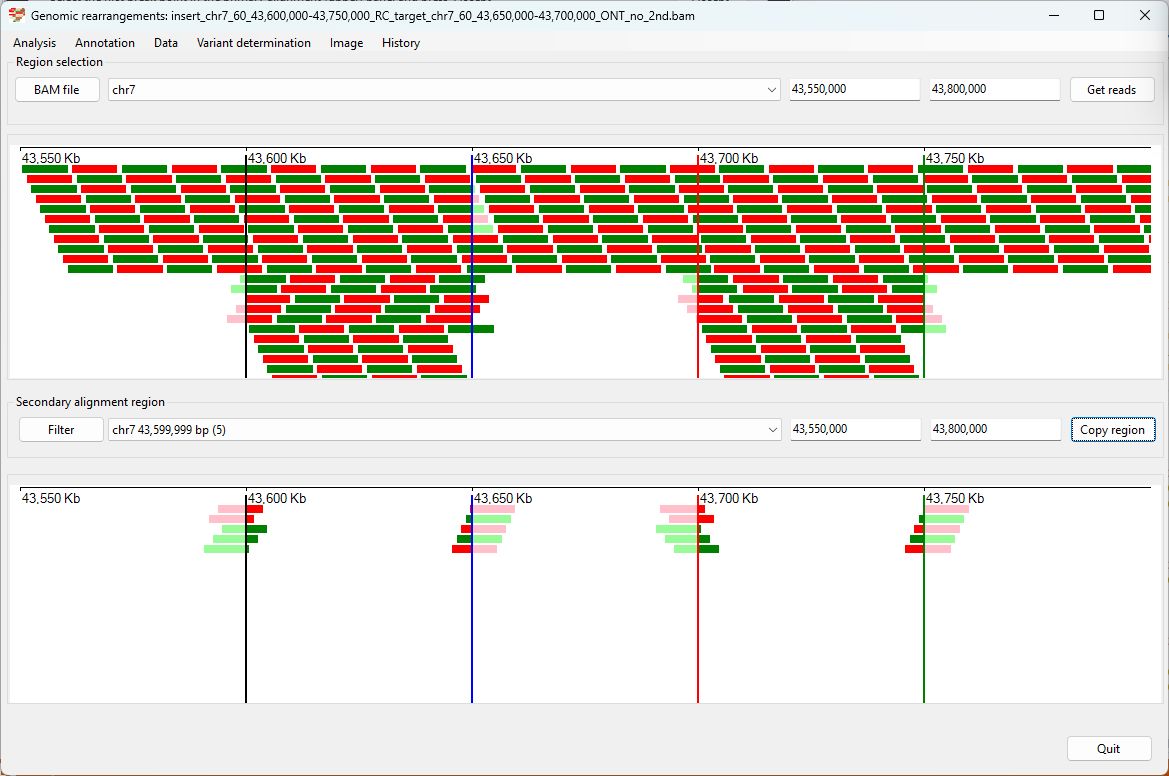 Genomic rearrangements: insert_chr7_60_43,600,000-43,750,000_RC_target_chr7_60_43,650,000-43,700,000_ONT_no_2nd.bam
Analysis Annotation Data Variant determination Image History
Region selection
BAM file chr7 43,550,000 43,800,000 Get reads
43,550 Kb 43,600 Kb 43,650 Kb 43,700 Kb 43,750 Kb
Secondary alignment region
Filter chr7 43,599,999 bp (5) 43,550,000 43,800,000 Copy region
43,550 Kb 43,600 Kb 43,650 Kb 43,700 Kb 43,750 Kb
Quit